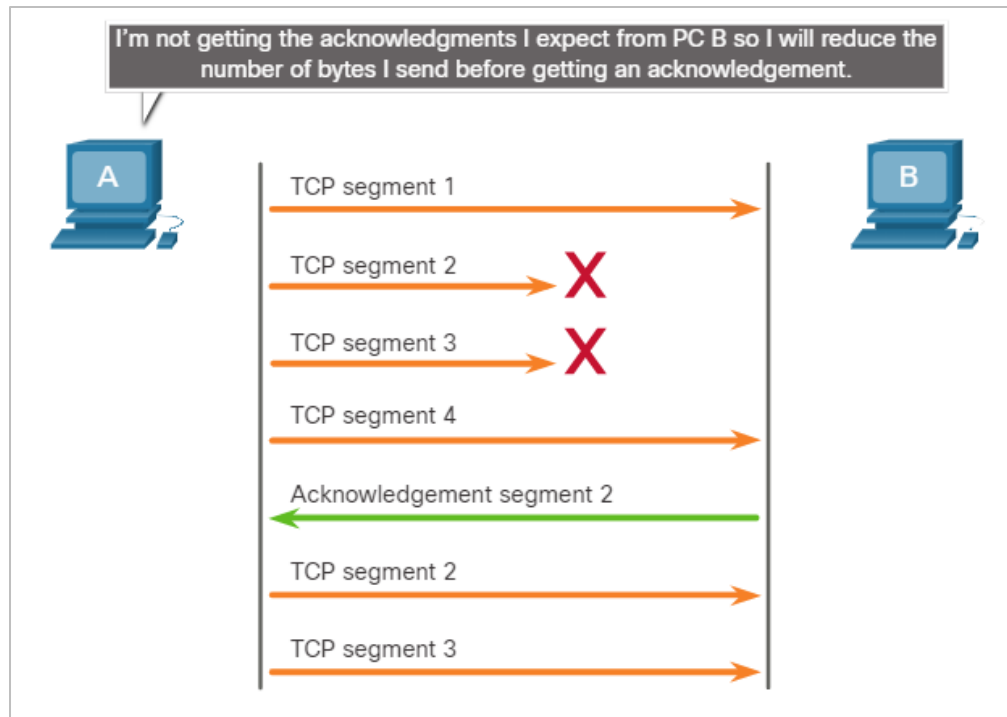 I'm not getting the acknowledgments I expect from PC B so I will reduce the
number of bytes I send before getting an acknowledgement.
A
B
TCP segment 1
TCP segment 2
X
TCP segment 3
X
TCP segment 4
Acknowledgement segment 2
TCP segment 2
TCP segment 3